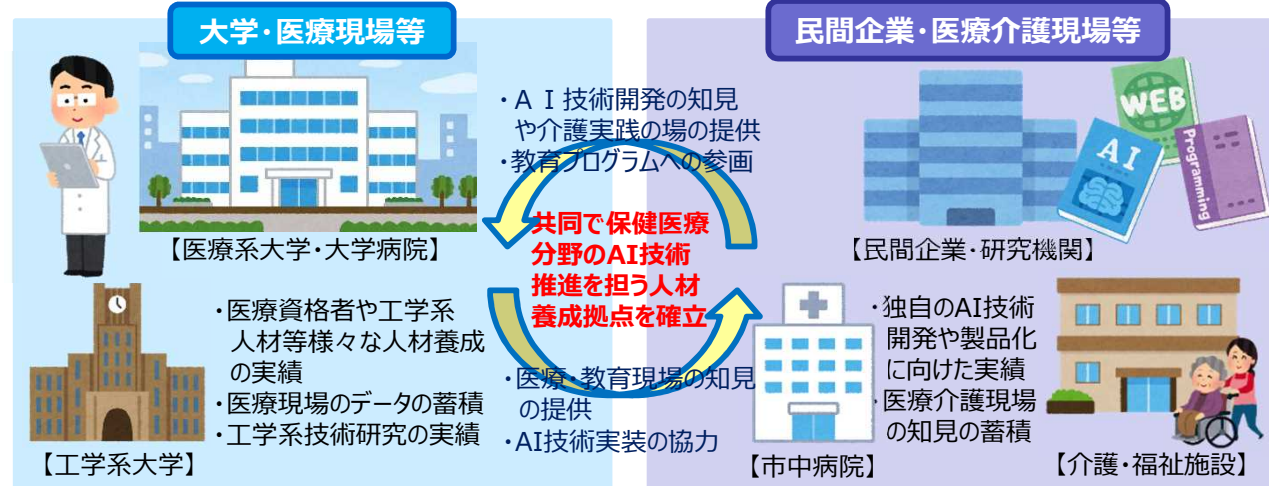 大学・医療現場等
民間企業・医療介護現場等
・ＡＩ技術開発の知見
や介護実践の場の提供
・教育プログラムへの参画
WEB
AI
Programming
共同で保健医療
分野のAI技術
推進を担う人材
養成拠点を確立
【医療系大学・大学病院】
【民間企業・研究機関】
・医療資格者や工学系
人材等様々な人材養成
の実績
・医療現場のデータの蓄積
・工学系技術研究の実績
・独自のAI技術
開発や製品化
に向けた実績
・医療介護現場
の知見の蓄積
・医療・教育現場の知見
の提供
・AI技術実装の協力
【工学系大学】
【市中病院】
【介護・福祉施設】